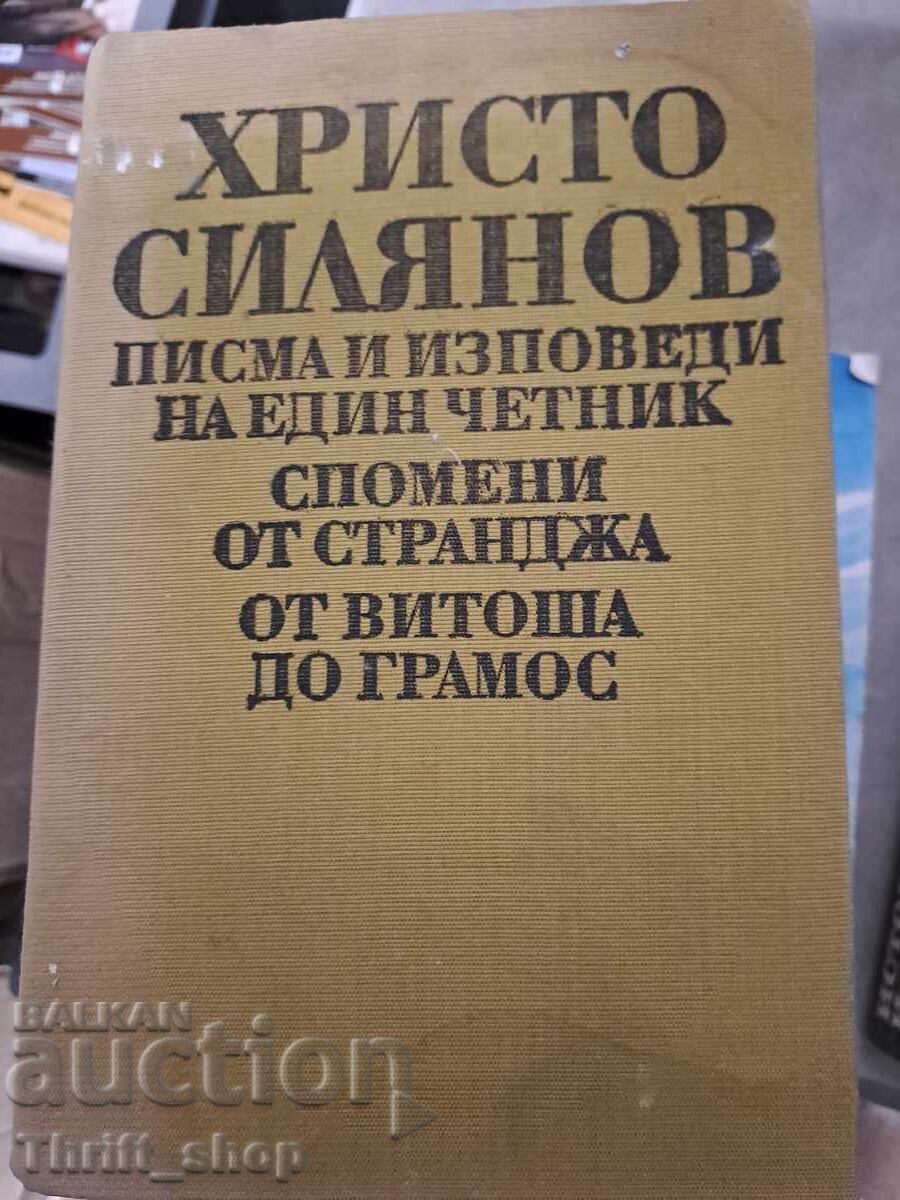 ХРИСТО
СИЛЯНОВ
ПИСМА И ИЗПОВЕДИ
НА ЕДИН ЧЕТНИК
СПОМЕНИ
ОТ СТРАНДЖА
ОТ ВИТОША
ДО ГРАМОС
BALKAN
auction
Thrift_shop